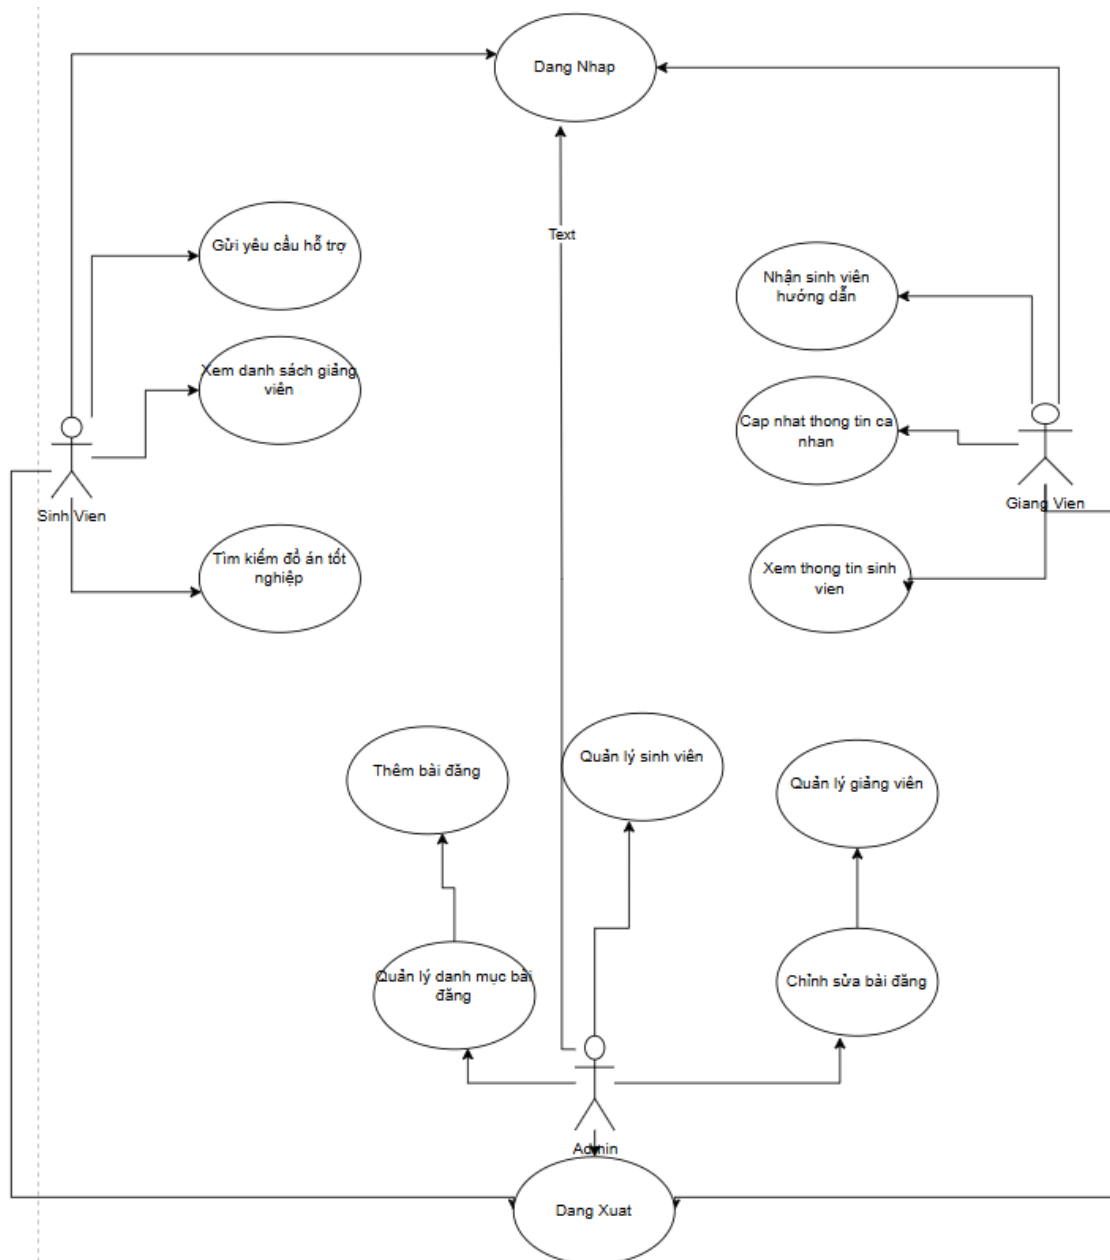 Dang Nhap
Text
Gửi yêu cầu hỗ trợ
Nhận sinh viên
hướng dẫn
Xem danh sách giảng
viên
Cap nhat thong tin ca
nhan
Sinh Vien
Giang Vien
Tìm kiếm đồ án tốt
nghiệp
Xem thong tin sinh
vien
Thêm bài đăng
Quản lý sinh viên
Quản lý giảng viên
Quản lý danh mục bài
đăng
Chỉnh sửa bài đăng
Admin
Dang Xuat